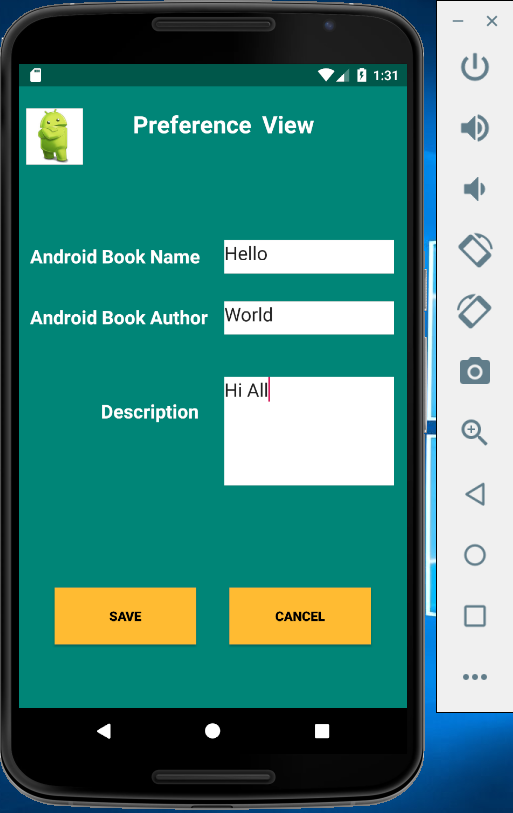 1:31
Preference View
Android Book Name
Hello
Android Book Author
World
Description
Hi All
SAVE
CANCEL